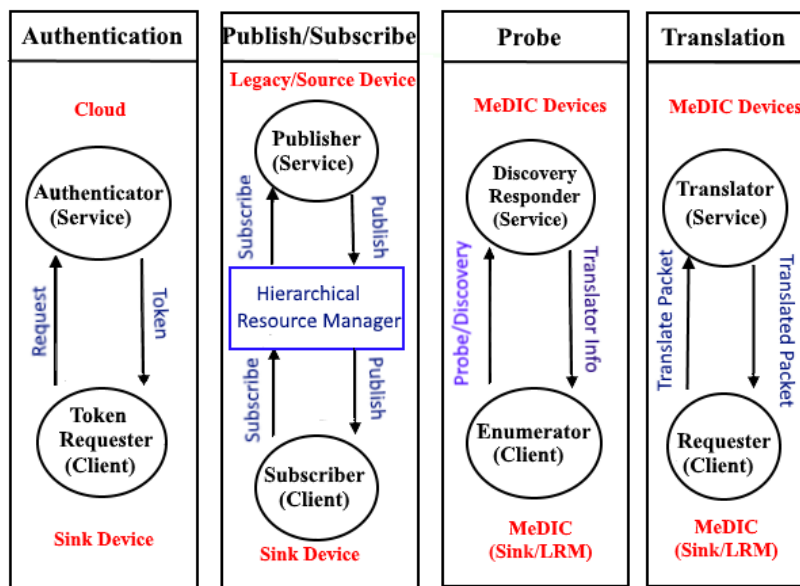 Authentication
Cloud
Authenticator
(Service)
Request
Token
Token
Requester
(Client)
Sink Device
Publish/Subscribe
Legacy/Source Device
Publisher
(Service)
Subscribe
Publish
Hierarchical
Resource Manager
Subscribe
Publish
Subscriber
(Client)
Sink Device
Probe
MeDIC Devices
Discovery
Responder
(Service)
Probe/Discovery
Translator Info
Enumerator
(Client)
MeDIC
(Sink/LRM)
Translation
MeDIC Devices
Translator
(Service)
Translate Packet
Translated Packet
Requester
(Client)
MeDIC
(Sink/LRM)